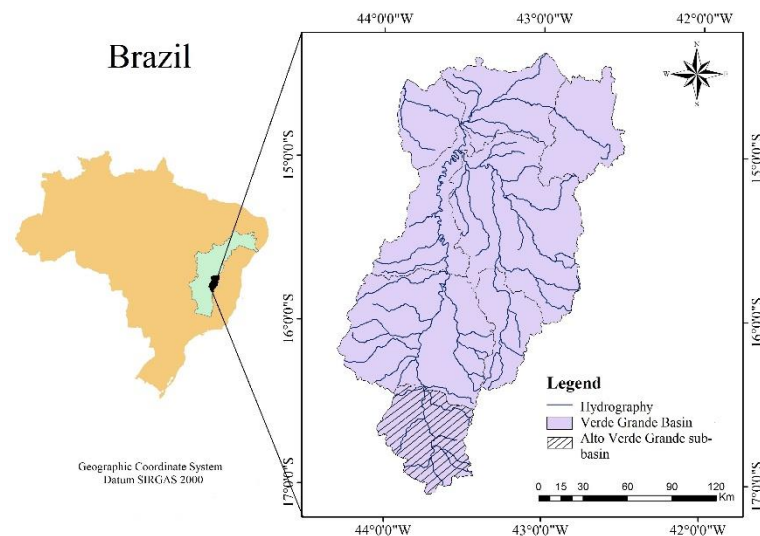 Brazil
44°0'0"W
43°0'0"W
42°0'0"W
N
W
S
15°0'0"S
15°0'0"S
16°0'0"S
16°0'0"S
17°0'0"S
17°0'0"S
Legend
Hydrography
Verde Grande Basin
Alto Verde Grande sub-
basin
0 15 30 60 90 120
Km
Geographic Coordinate System
Datum SIRGAS 2000
44°0'0"W
43°0'0"W
42°0'0"W